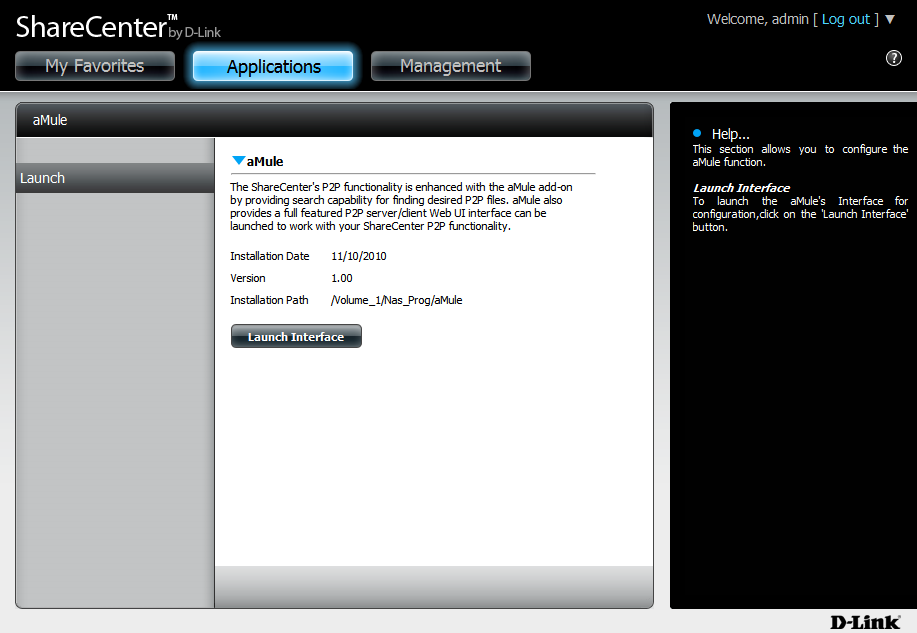 ShareCenter™ by D-Link
Welcome, admin [ Log out ] ▼
My Favorites
Applications
Management
?
aMule
Launch
aMule
The ShareCenter's P2P functionality is enhanced with the aMule add-on
by providing search capability for finding desired P2P files. aMule also
provides a full featured P2P server/client Web UI interface can be
launched to work with your ShareCenter P2P functionality.
Installation Date 11/10/2010
Version 1.00
Installation Path /Volume_1/Nas_Prog/aMule
Launch Interface
Help...
This section allows you to configure the
aMule function.
Launch Interface
To launch the aMule's Interface for
configuration,click on the 'Launch Interface'
button.
D-Link